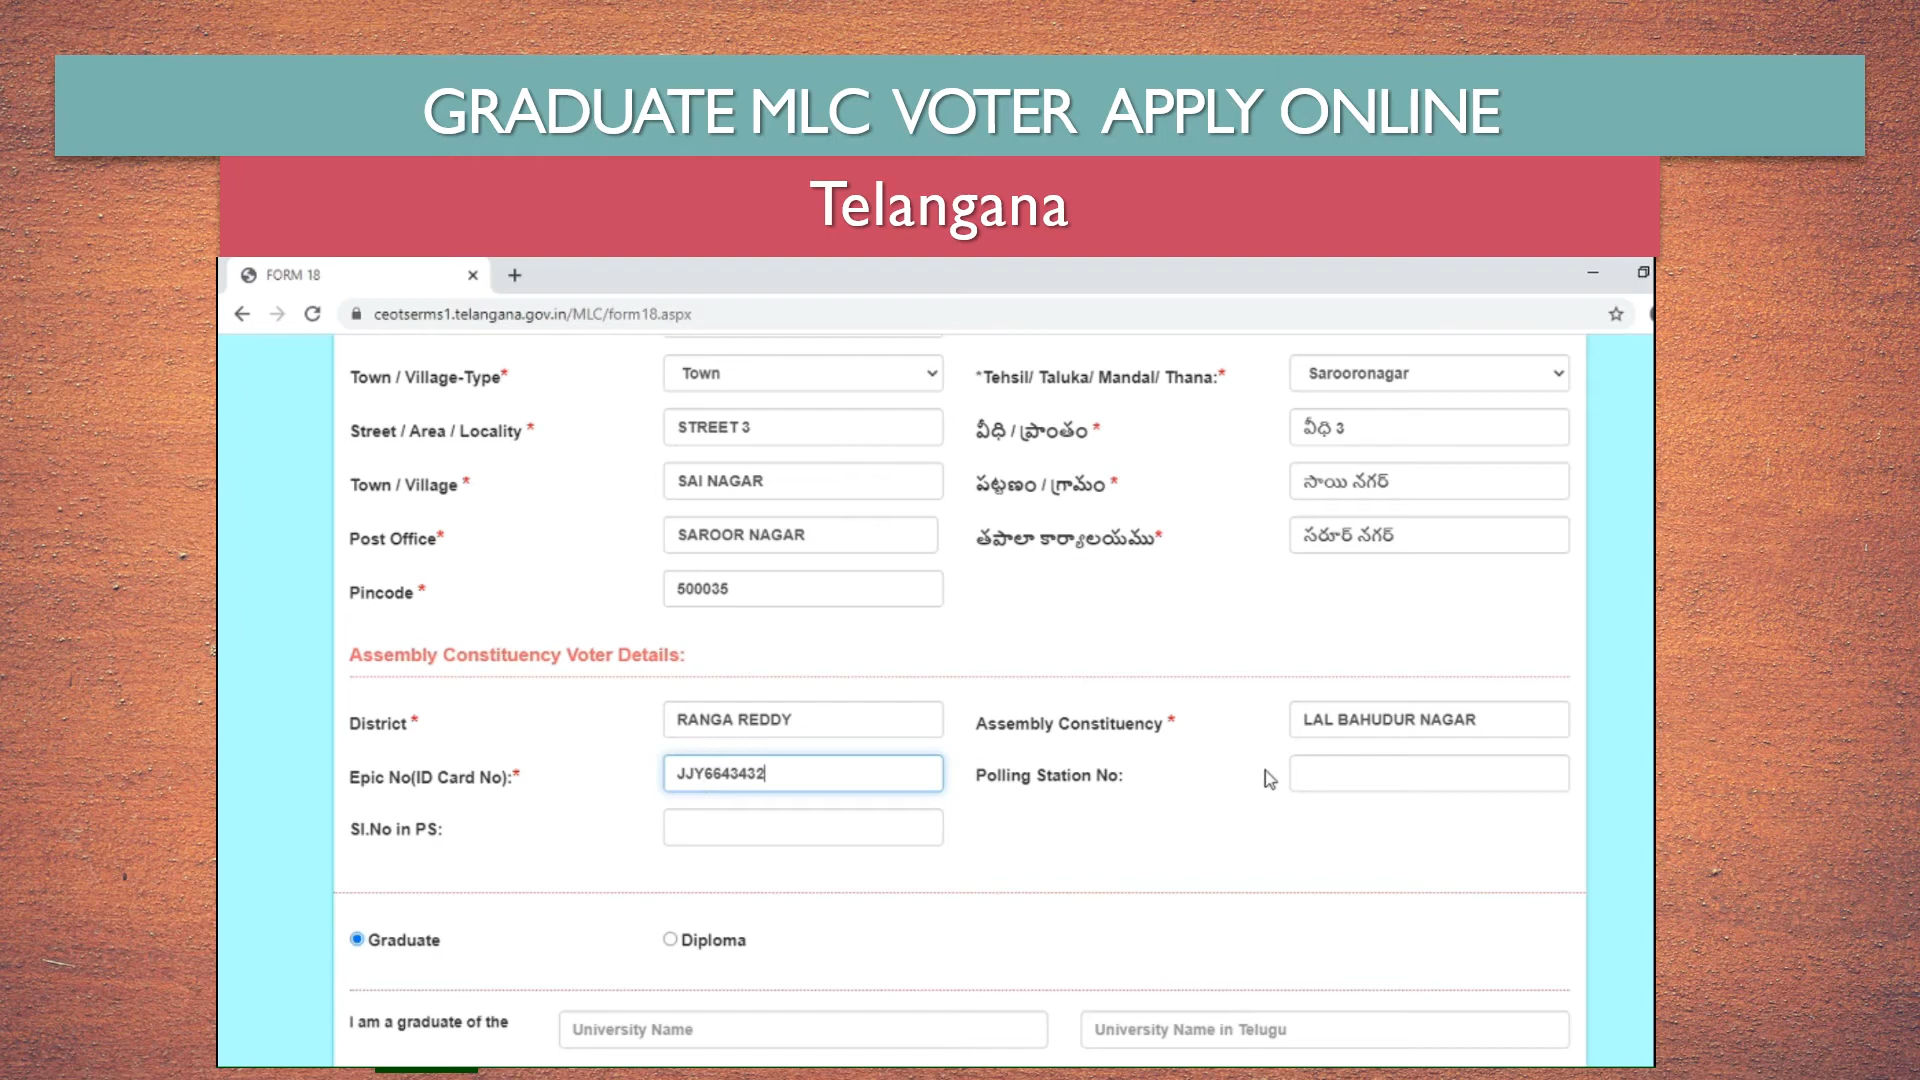 GRADUATE MLC VOTER APPLY ONLINE
Telangana
FORM 18
ceotserms1.telangana.gov.in/MLC/form18.aspx
Town / Village-Type* Town *Tehsil/ Taluka/ Mandal/ Thana:* Sarooronagar
Street / Area / Locality * STREET 3 వీధి / ప్రాంతం * వీధి 3
Town / Village * SAI NAGAR పట్టణం / గ్రామం * సాయి నగర్
Post Office* SAROOR NAGAR తపాలా కార్యాలయము* సరూర్ నగర్
Pincode * 500035
Assembly Constituency Voter Details:
District * RANGA REDDY Assembly Constituency * LAL BAHUDUR NAGAR
Epic No(ID Card No):* JJY6643432 Polling Station No:
Sl.No in PS:
Graduate Diploma
I am a graduate of the University Name University Name in Telugu